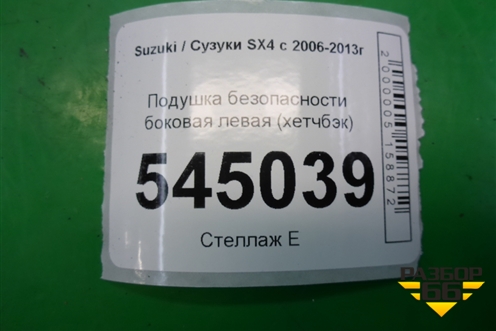 Suzuki / Сузуки SX4 с 2006-2013г
Подушка безопасности
боковая левая (хетчбэк)
545039
Стеллаж Е
2000005158872
РАЗБОР
66